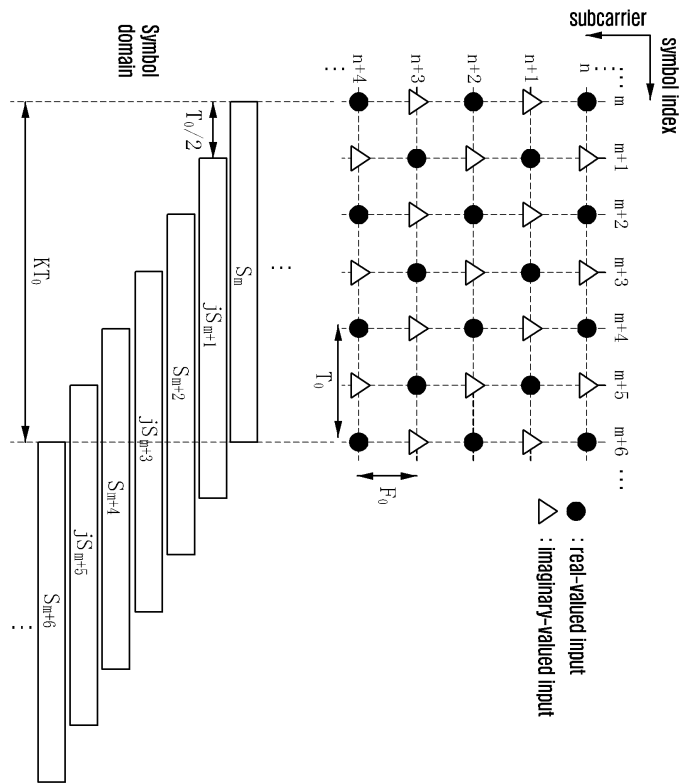 symbol index
subcarrier
... m m+1 m+2 m+3 m+4 m+5 m+6 ...
...
n
n+1
n+2
n+3
n+4
...
T₀
F₀
● : real-valued input
△ : imaginary-valued input
Symbol
domain
...
Sₘ
T₀/2
jSₘ₊₁
Sₘ₊₂
jSₘ₊₃
Sₘ₊₄
jSₘ₊₅
Sₘ₊₆
...
KT₀